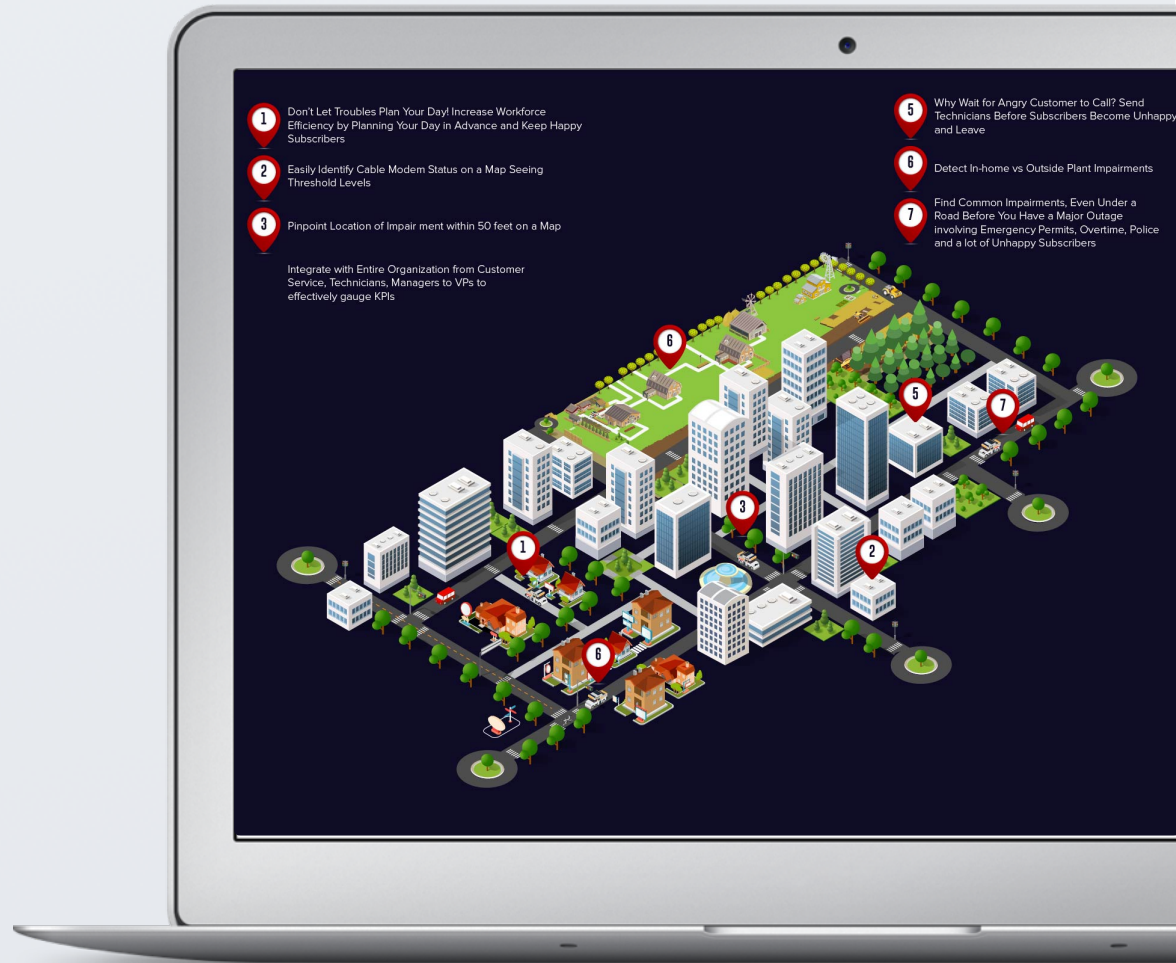 1
Don't Let Troubles Plan Your Day! Increase Workforce
Efficiency by Planning Your Day in Advance and Keep Happy
Subscribers
2
Easily Identify Cable Modem Status on a Map Seeing
Threshold Levels
3
Pinpoint Location of Impair ment within 50 feet on a Map
Integrate with Entire Organization from Customer
Service, Technicians, Managers to VPs to
effectively gauge KPIs
5
Why Wait for Angry Customer to Call? Send
Technicians Before Subscribers Become Unhappy
and Leave
6
Detect In-home vs Outside Plant Impairments
7
Find Common Impairments, Even Under a
Road Before You Have a Major Outage
involving Emergency Permits, Overtime, Police
and a lot of Unhappy Subscribers
6
5
7
3
1
2
6